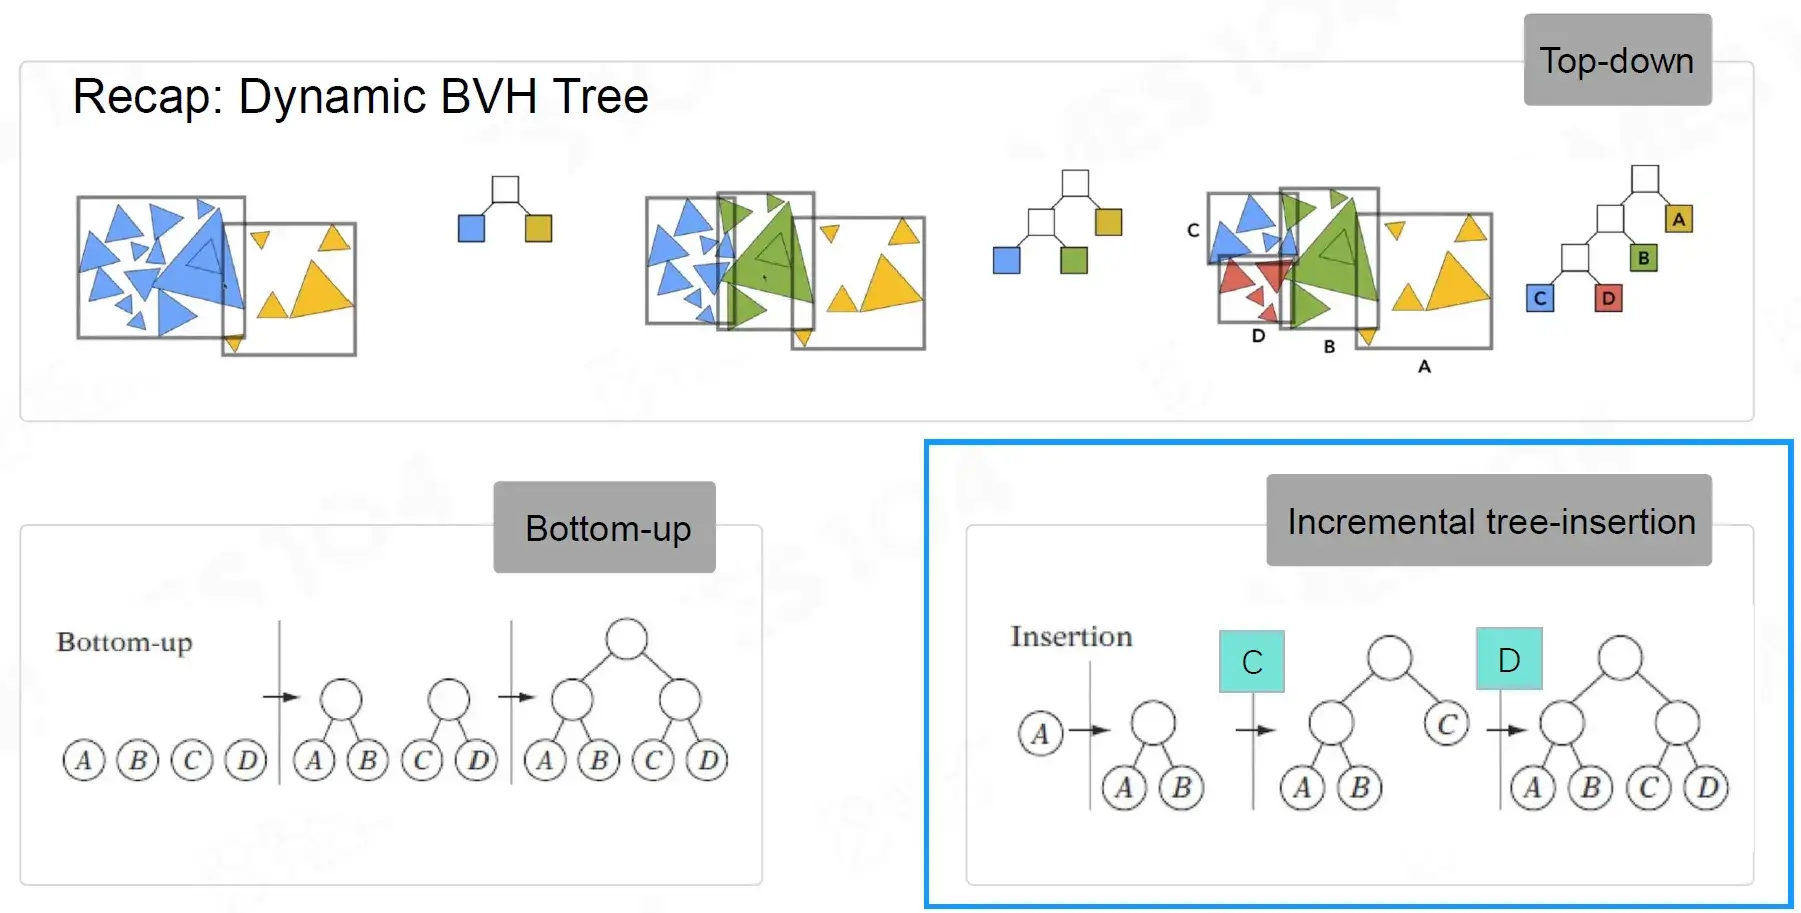 Top-down
Recap: Dynamic BVH Tree
C
D
B
A
A
B
C
D
Bottom-up
Bottom-up
A B C D
A B C D
A B C D
Incremental tree-insertion
Insertion
A
A B
C
C
A B
D
A B C D